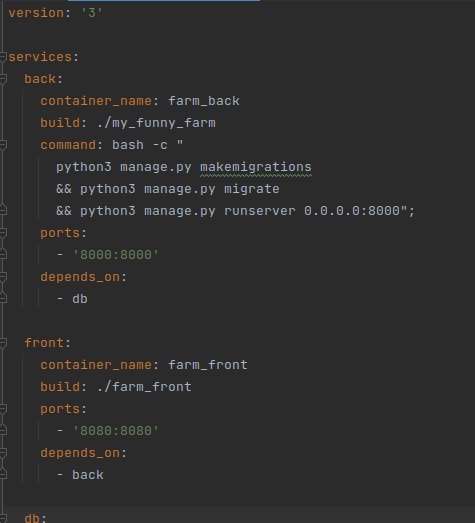 version: '3'
services:
  back:
    container_name: farm_back
    build: ./my_funny_farm
    command: bash -c "
      python3 manage.py makemigrations
      && python3 manage.py migrate
      && python3 manage.py runserver 0.0.0.0:8000";
    ports:
      - '8000:8000'
    depends_on:
      - db
  front:
    container_name: farm_front
    build: ./farm_front
    ports:
      - '8080:8080'
    depends_on:
      - back
  db: